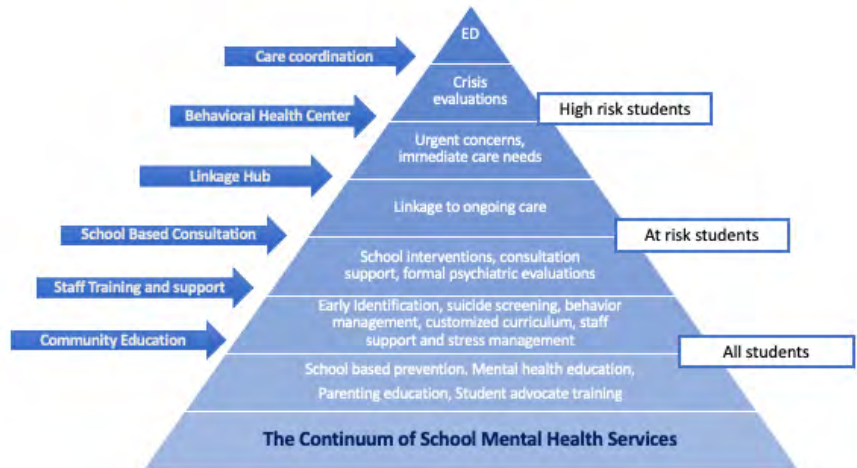 ED
Care coordination
Crisis
evaluations
High risk students
Behavioral Health Center
Urgent concerns,
immediate care needs
Linkage Hub
Linkage to ongoing care
School Based Consultation
At risk students
School interventions, consultation
support, formal psychiatric evaluations
Staff Training and support
Early Identification, suicide screening, behavior
management, customized curriculum, staff
support and stress management
Community Education
All students
School based prevention. Mental health education,
Parenting education, Student advocate training
The Continuum of School Mental Health Services